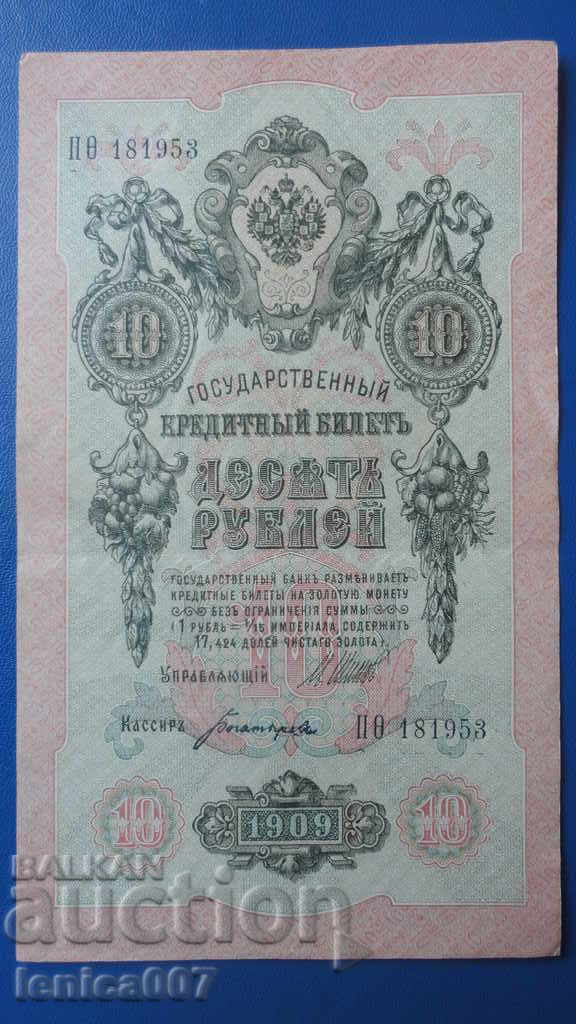 ПѲ 181953
10 10
ГОСУДАРСТВЕННЫЙ
КРЕДИТНЫЙ БИЛЕТЪ
ДЕСЯТЬ
РУБЛЕЙ
ГОСУДАРСТВЕННЫЙ БАНКЪ РАЗМѢНИВАЕТЪ
КРЕДИТНЫЕ БИЛЕТЫ НА ЗОЛОТУЮ МОНЕТУ
БЕЗЪ ОГРАНИЧЕНІЯ СУММЫ
(1 РУБЛЬ = 1/15 ИМПЕРІАЛА, СОДЕРЖИТЪ
17,424 ДОЛЕЙ ЧИСТАГО ЗОЛОТА).
10
УПРАВЛЯЮЩІЙ
КАССИРЪ
ПѲ 181953
10 1909 10
BALKAN
auction
lenica007